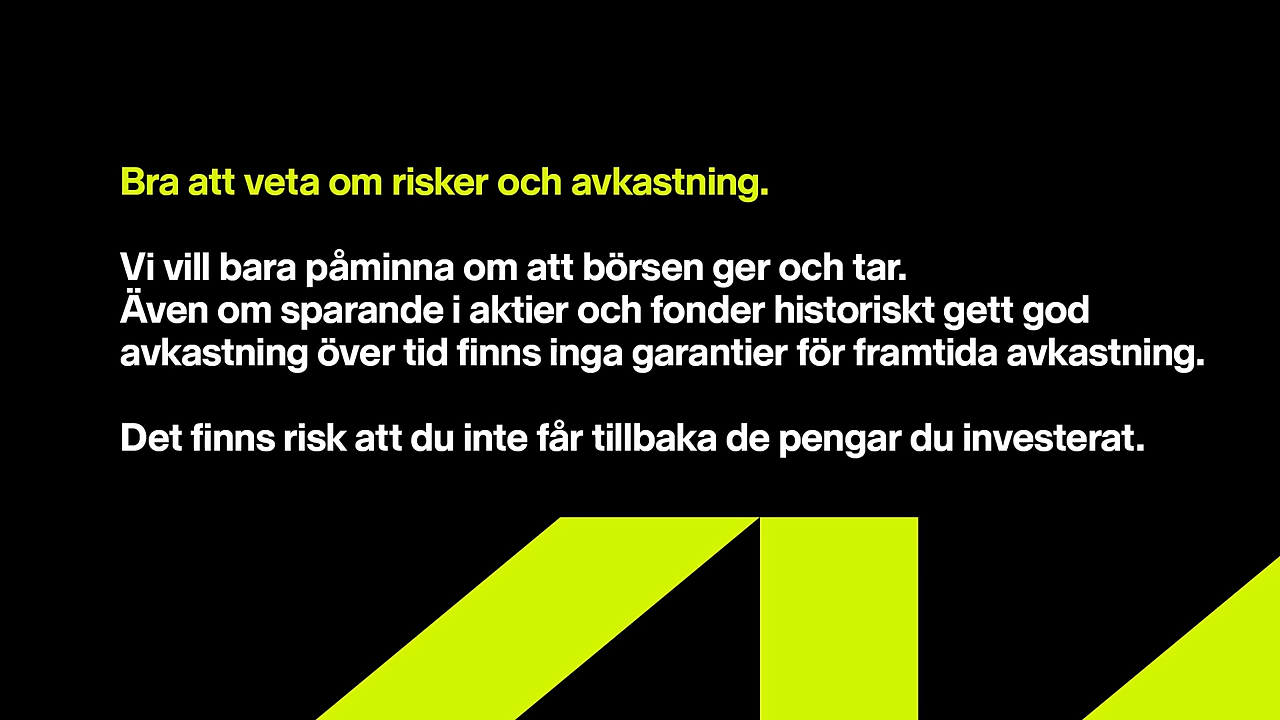 Bra att veta om risker och avkastning.
Vi vill bara påminna om att börsen ger och tar.
Även om sparande i aktier och fonder historiskt gett god
avkastning över tid finns inga garantier för framtida avkastning.
Det finns risk att du inte får tillbaka de pengar du investerat.